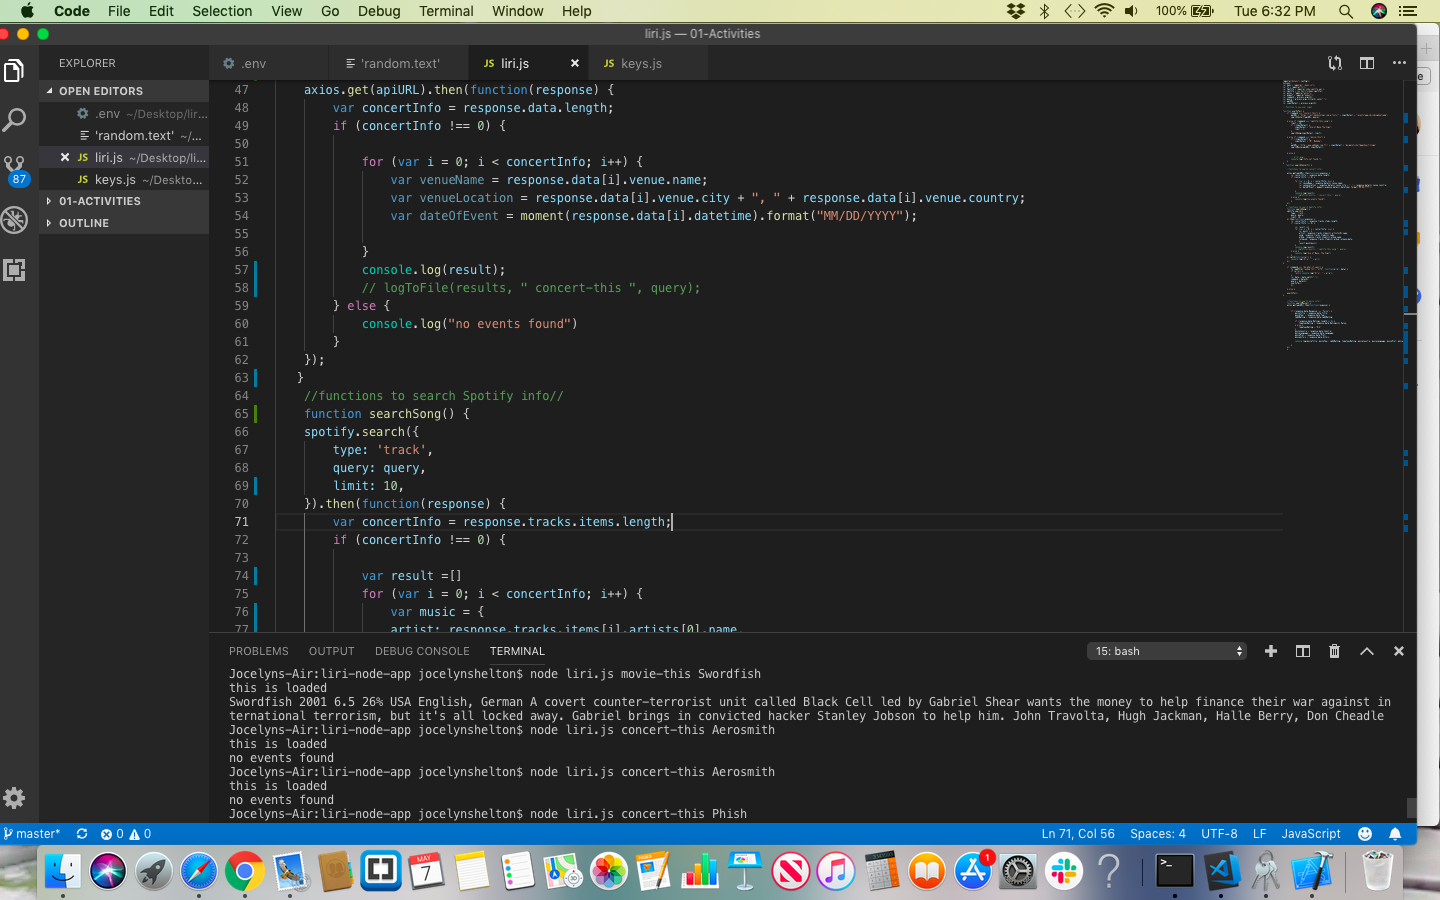 Code File Edit Selection View Go Debug Terminal Window Help 100% Tue 6:32 PM
liri.js — 01-Activities
EXPLORER
.env 'random.text' JS liri.js JS keys.js
OPEN EDITORS
.env ~/Desktop/lir...
'random.text' ~/...
JS liri.js ~/Desktop/li...
JS keys.js ~/Deskto...
01-ACTIVITIES
OUTLINE
87
47 axios.get(apiURL).then(function(response) {
48 var concertInfo = response.data.length;
49 if (concertInfo !== 0) {
50
51 for (var i = 0; i < concertInfo; i++) {
52 var venueName = response.data[i].venue.name;
53 var venueLocation = response.data[i].venue.city + ", " + response.data[i].venue.country;
54 var dateOfEvent = moment(response.data[i].datetime).format("MM/DD/YYYY");
55
56 }
57 console.log(result);
58 // logToFile(results, " concert-this ", query);
59 } else {
60 console.log("no events found")
61 }
62 });
63 }
64 //functions to search Spotify info//
65 function searchSong() {
66 spotify.search({
67 type: 'track',
68 query: query,
69 limit: 10,
70 }).then(function(response) {
71 var concertInfo = response.tracks.items.length;
72 if (concertInfo !== 0) {
73
74 var result =[]
75 for (var i = 0; i < concertInfo; i++) {
76 var music = {
77 artist: response.tracks.items[i].artists[0].name,
PROBLEMS OUTPUT DEBUG CONSOLE TERMINAL 15: bash
Jocelyns-Air:liri-node-app jocelynshelton$ node liri.js movie-this Swordfish
this is loaded
Swordfish 2001 6.5 26% USA English, German A covert counter-terrorist unit called Black Cell led by Gabriel Shear wants the money to help finance their war against in
ternational terrorism, but it's all locked away. Gabriel brings in convicted hacker Stanley Jobson to help him. John Travolta, Hugh Jackman, Halle Berry, Don Cheadle
Jocelyns-Air:liri-node-app jocelynshelton$ node liri.js concert-this Aerosmith
this is loaded
no events found
Jocelyns-Air:liri-node-app jocelynshelton$ node liri.js concert-this Aerosmith
this is loaded
no events found
Jocelyns-Air:liri-node-app jocelynshelton$ node liri.js concert-this Phish
master* 0 0 Ln 71, Col 56 Spaces: 4 UTF-8 LF JavaScript
MAY
7
1